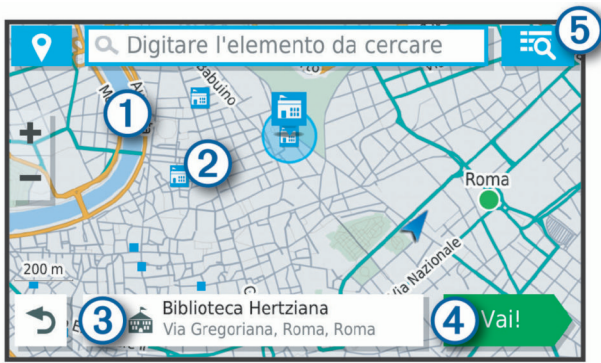 5
Digitare l'elemento da cercare
Babuino
1
+
2
−
Roma
200 m
Via Nazionale
3
Biblioteca Hertziana
Via Gregoriana, Roma, Roma
4
Vai!